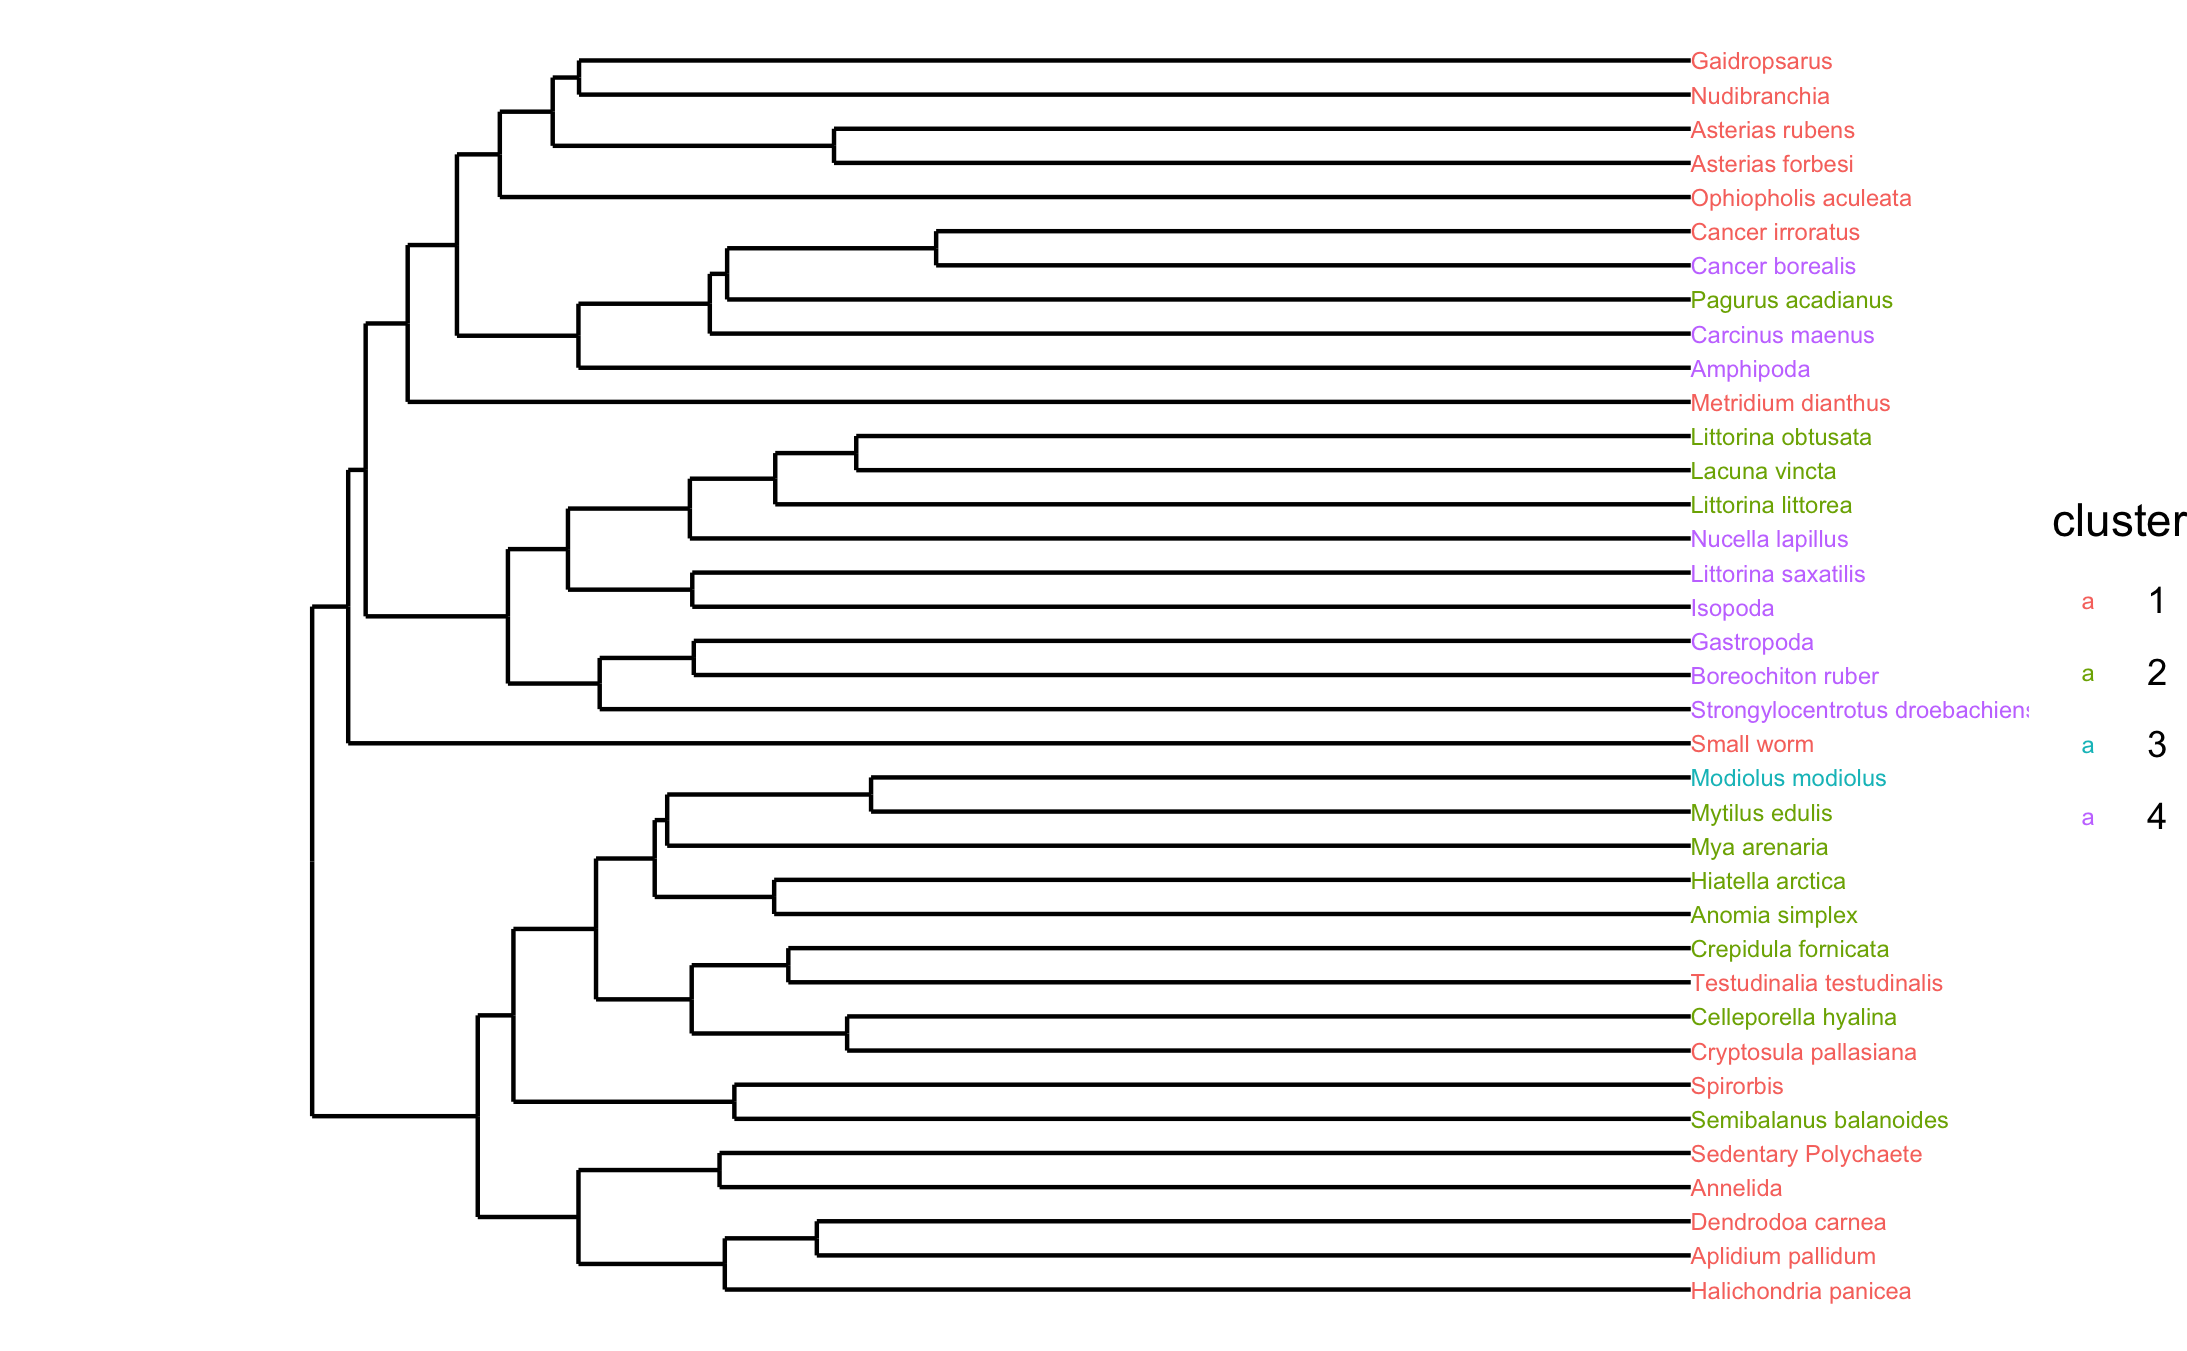 Gaidropsarus
Nudibranchia
Asterias rubens
Asterias forbesi
Ophiopholis aculeata
Cancer irroratus
Cancer borealis
Pagurus acadianus
Carcinus maenus
Amphipoda
Metridium dianthus
Littorina obtusata
Lacuna vincta
Littorina littorea
Nucella lapillus
Littorina saxatilis
Isopoda
Gastropoda
Boreochiton ruber
Strongylocentrotus droebachiens
Small worm
Modiolus modiolus
Mytilus edulis
Mya arenaria
Hiatella arctica
Anomia simplex
Crepidula fornicata
Testudinalia testudinalis
Celleporella hyalina
Cryptosula pallasiana
Spirorbis
Semibalanus balanoides
Sedentary Polychaete
Annelida
Dendrodoa carnea
Aplidium pallidum
Halichondria panicea
cluster
a 1
a 2
a 3
a 4